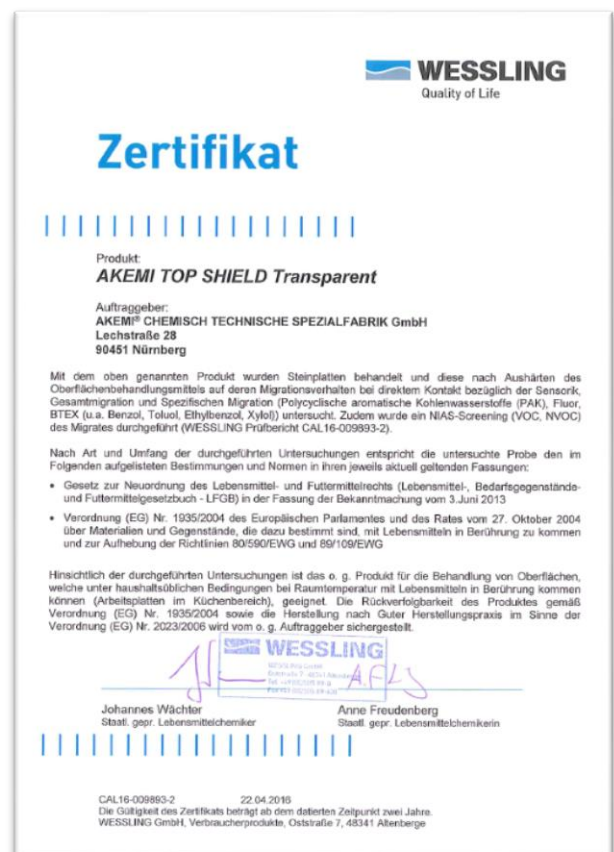 WESSLING
Quality of Life
Zertifikat
Produkt:
AKEMI TOP SHIELD Transparent
Auftraggeber:
AKEMI® CHEMISCH TECHNISCHE SPEZIALFABRIK GmbH
Lechstraße 28
90451 Nürnberg
Mit dem oben genannten Produkt wurden Steinplatten behandelt und diese nach Aushärten des
Oberflächenbehandlungsmittels auf deren Migrationsverhalten bei direktem Kontakt bezüglich der Sensorik,
Gesamtmigration und Spezifischen Migration (Polycyclische aromatische Kohlenwasserstoffe (PAK), Fluor,
BTEX (u.a. Benzol, Toluol, Ethylbenzol, Xylol)) untersucht. Zudem wurde ein NIAS-Screening (VOC, NVOC)
des Migrates durchgeführt (WESSLING Prüfbericht CAL16-009893-2).
Nach Art und Umfang der durchgeführten Untersuchungen entspricht die untersuchte Probe den im
Folgenden aufgelisteten Bestimmungen und Normen in ihren jeweils aktuell geltenden Fassungen:
• Gesetz zur Neuordnung des Lebensmittel- und Futtermittelrechts (Lebensmittel-, Bedarfsgegenstände-
und Futtermittelgesetzbuch - LFGB) in der Fassung der Bekanntmachung vom 3.Juni 2013
• Verordnung (EG) Nr. 1935/2004 des Europäischen Parlamentes und des Rates vom 27. Oktober 2004
über Materialien und Gegenstände, die dazu bestimmt sind, mit Lebensmitteln in Berührung zu kommen
und zur Aufhebung der Richtlinien 80/590/EWG und 89/109/EWG
Hinsichtlich der durchgeführten Untersuchungen ist das o. g. Produkt für die Behandlung von Oberflächen,
welche unter haushaltsüblichen Bedingungen bei Raumtemperatur mit Lebensmitteln in Berührung kommen
können (Arbeitsplatten im Küchenbereich), geeignet. Die Rückverfolgbarkeit des Produktes gemäß
Verordnung (EG) Nr. 1935/2004 sowie die Herstellung nach Guter Herstellungspraxis im Sinne der
Verordnung (EG) Nr. 2023/2006 wird vom o. g. Auftraggeber sichergestellt.
WESSLING
Johannes Wächter
Staatl. gepr. Lebensmittelchemiker
Anne Freudenberg
Staatl. gepr. Lebensmittelchemikerin
CAL16-009893-2 22.04.2016
Die Gültigkeit des Zertifikats beträgt ab dem datierten Zeitpunkt zwei Jahre.
WESSLING GmbH, Verbraucherprodukte, Oststraße 7, 48341 Altenberge